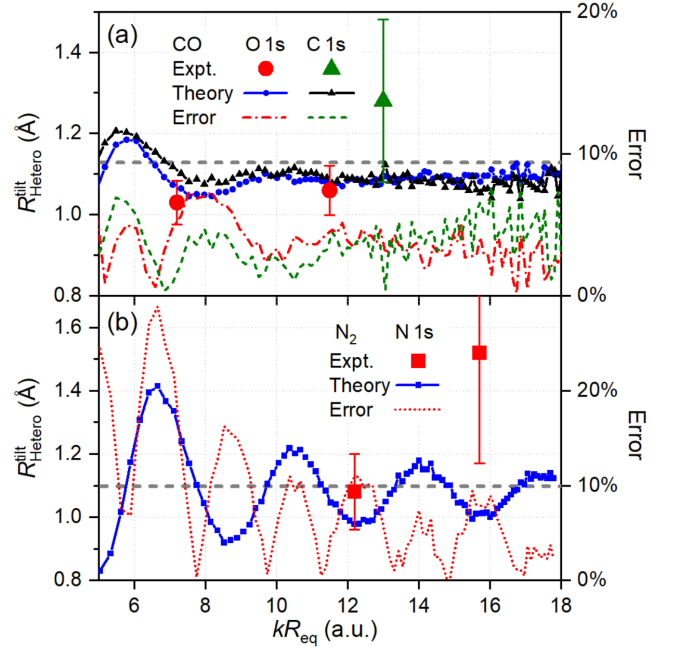 (a)
CO O 1s C 1s
Expt.
Theory
Error
1.4
1.2
1.0
0.8
R^tilt_Hetero (Å)
20%
10%
0%
Error
(b)
N₂ N 1s
Expt.
Theory
Error
1.6
1.4
1.2
1.0
0.8
R^tilt_Hetero (Å)
20%
10%
0%
Error
6 8 10 12 14 16 18
kR_eq (a.u.)